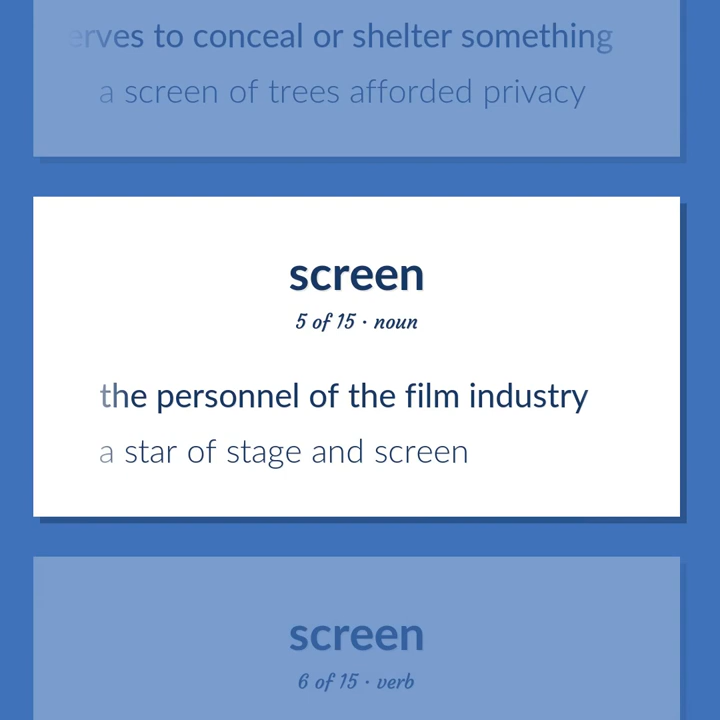 erves to conceal or shelter something
a screen of trees afforded privacy
screen
5 of 15 · noun
the personnel of the film industry
a star of stage and screen
screen
6 of 15 · verb